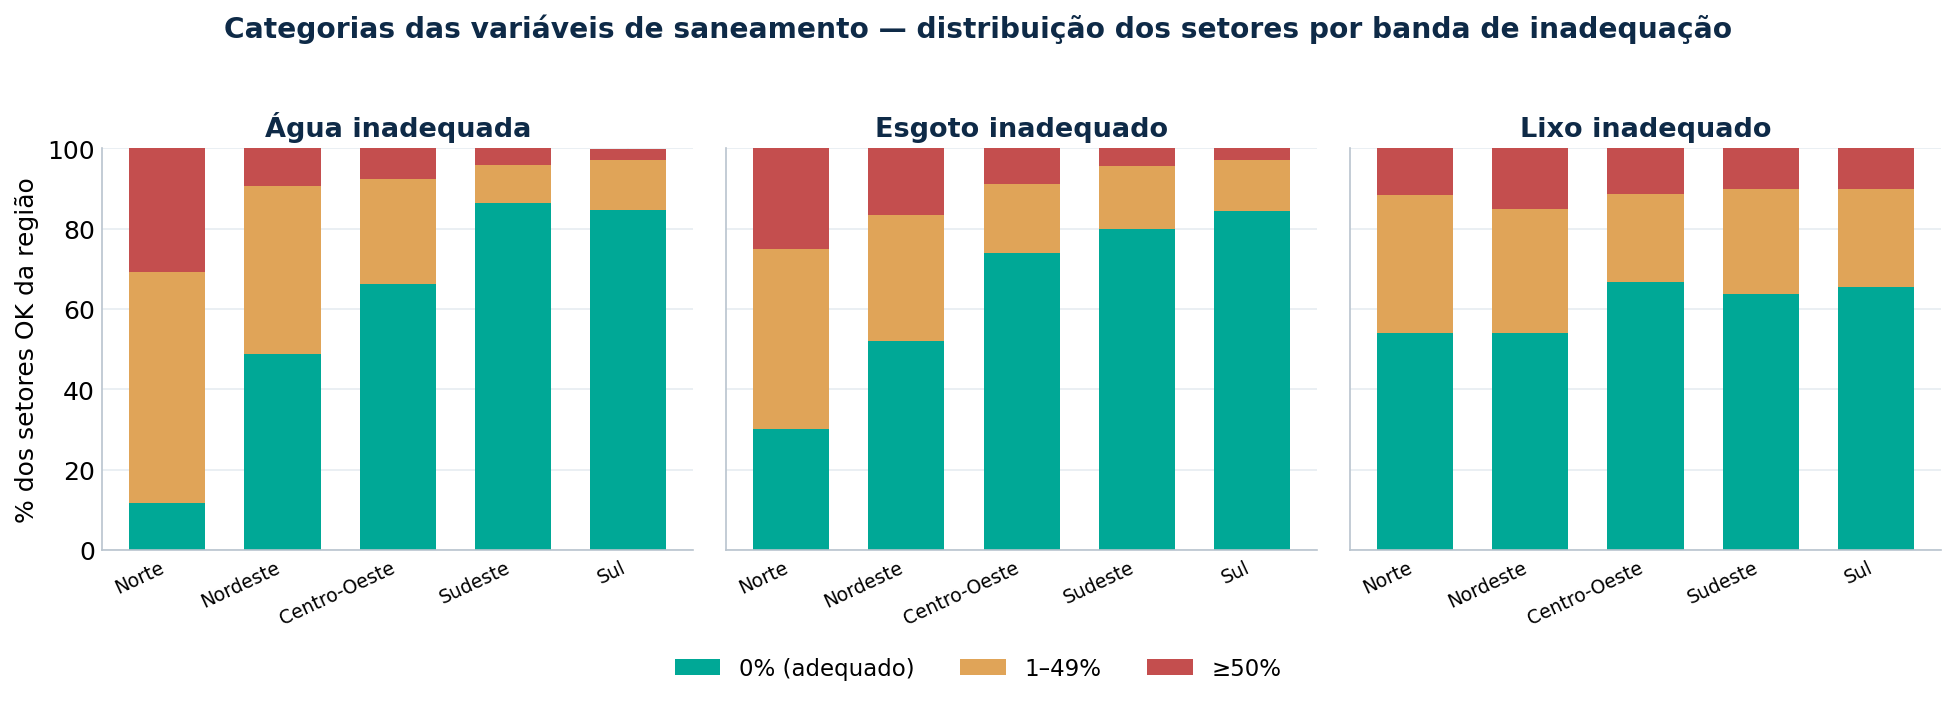 Categorias das variáveis de saneamento — distribuição dos setores por banda de inadequação
Água inadequada
Esgoto inadequado
Lixo inadequado
% dos setores OK da região
100
80
60
40
20
0
Norte
Nordeste
Centro-Oeste
Sudeste
Sul
Norte
Nordeste
Centro-Oeste
Sudeste
Sul
Norte
Nordeste
Centro-Oeste
Sudeste
Sul
0% (adequado)
1–49%
≥50%